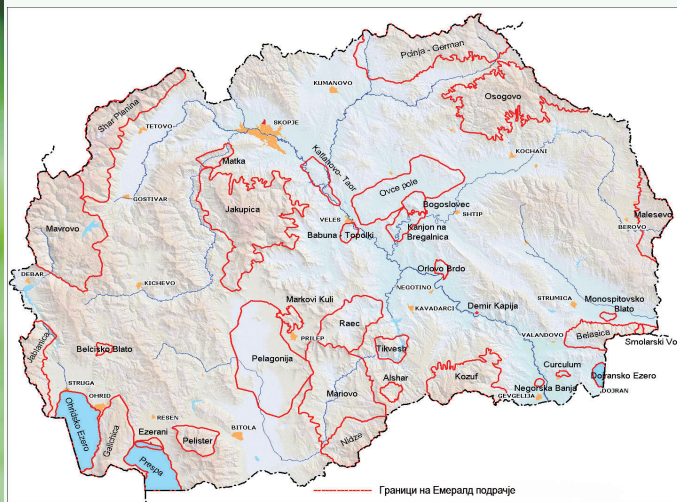 Pcinja - German
KUMANOVO
Osogovo
Shar Planina
TETOVO
SKOPJE
KOCHANI
Katlanovo- Taor
Matka
GOSTIVAR
Jakupica
Ovce pole
Bogoslovec
SHTIP
Malesevo
BEROVO
VELES
Babuna - Topolki
Kanjon na
Bregalnica
Mavrovo
DEBAR
KICHEVO
Orlovo Brdo
NEGOTINO
Markovi Kuli
KAVADARCI
Demir Kapija
STRUMICA
Monospitovsko
Blato
Raec
PRILEP
VALANDOVO
Belasica
Smolarski Vo
Jablanica
Belcisko Blato
Pelagonija
Tikvesh
STRUGA
OHRID
Alshar
Kozuf
Curculum
Dojransko Ezero
Negorska Banja
GEVGELIJA
DOJRAN
Mariovo
RESEN
Ezerani
Pelister
BITOLA
Nidze
Ohridsko Ezero
Galichica
Prespa
Граници на Емералд подрачје